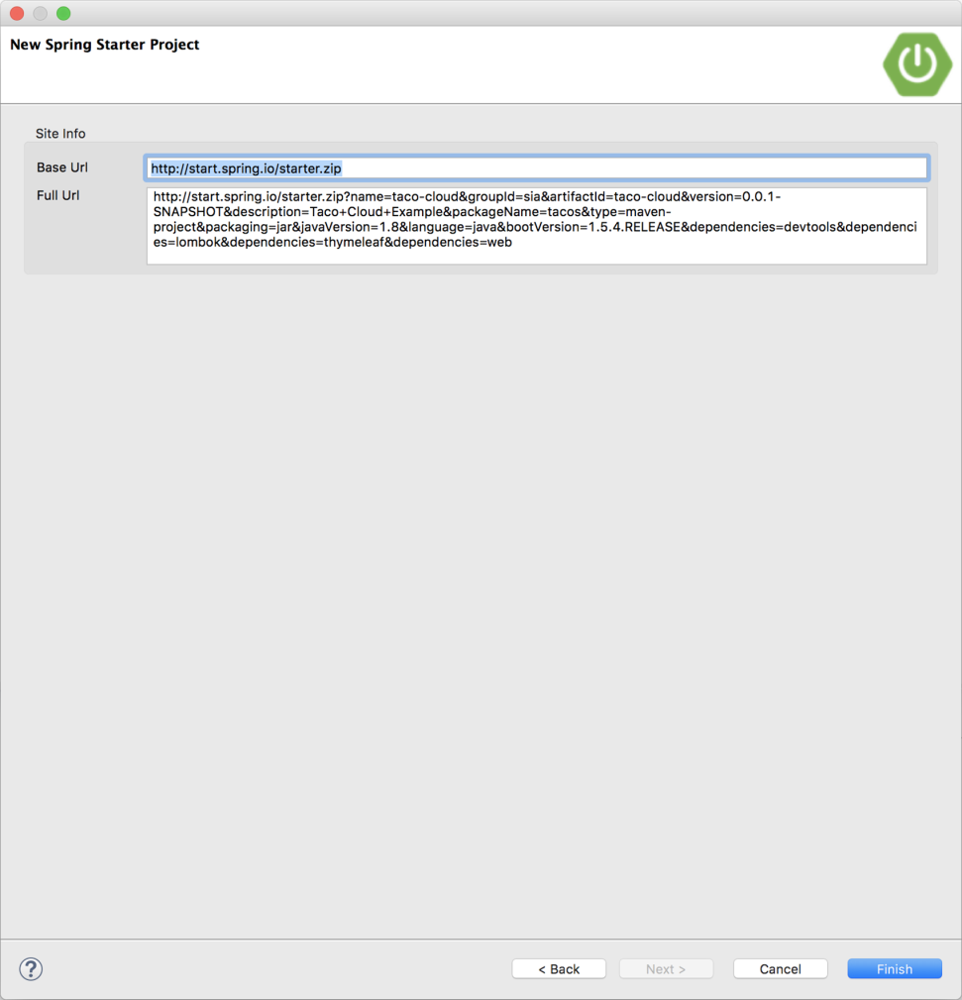 New Spring Starter Project
Site Info
Base Url
http://start.spring.io/starter.zip
Full Url
http://start.spring.io/starter.zip?name=taco-cloud&groupId=sia&artifactId=taco-cloud&version=0.0.1-
SNAPSHOT&description=Taco+Cloud+Example&packageName=tacos&type=maven-
project&packaging=jar&javaVersion=1.8&language=java&bootVersion=1.5.4.RELEASE&dependencies=devtools&dependenci
es=lombok&dependencies=thymeleaf&dependencies=web
?
< Back
Next >
Cancel
Finish